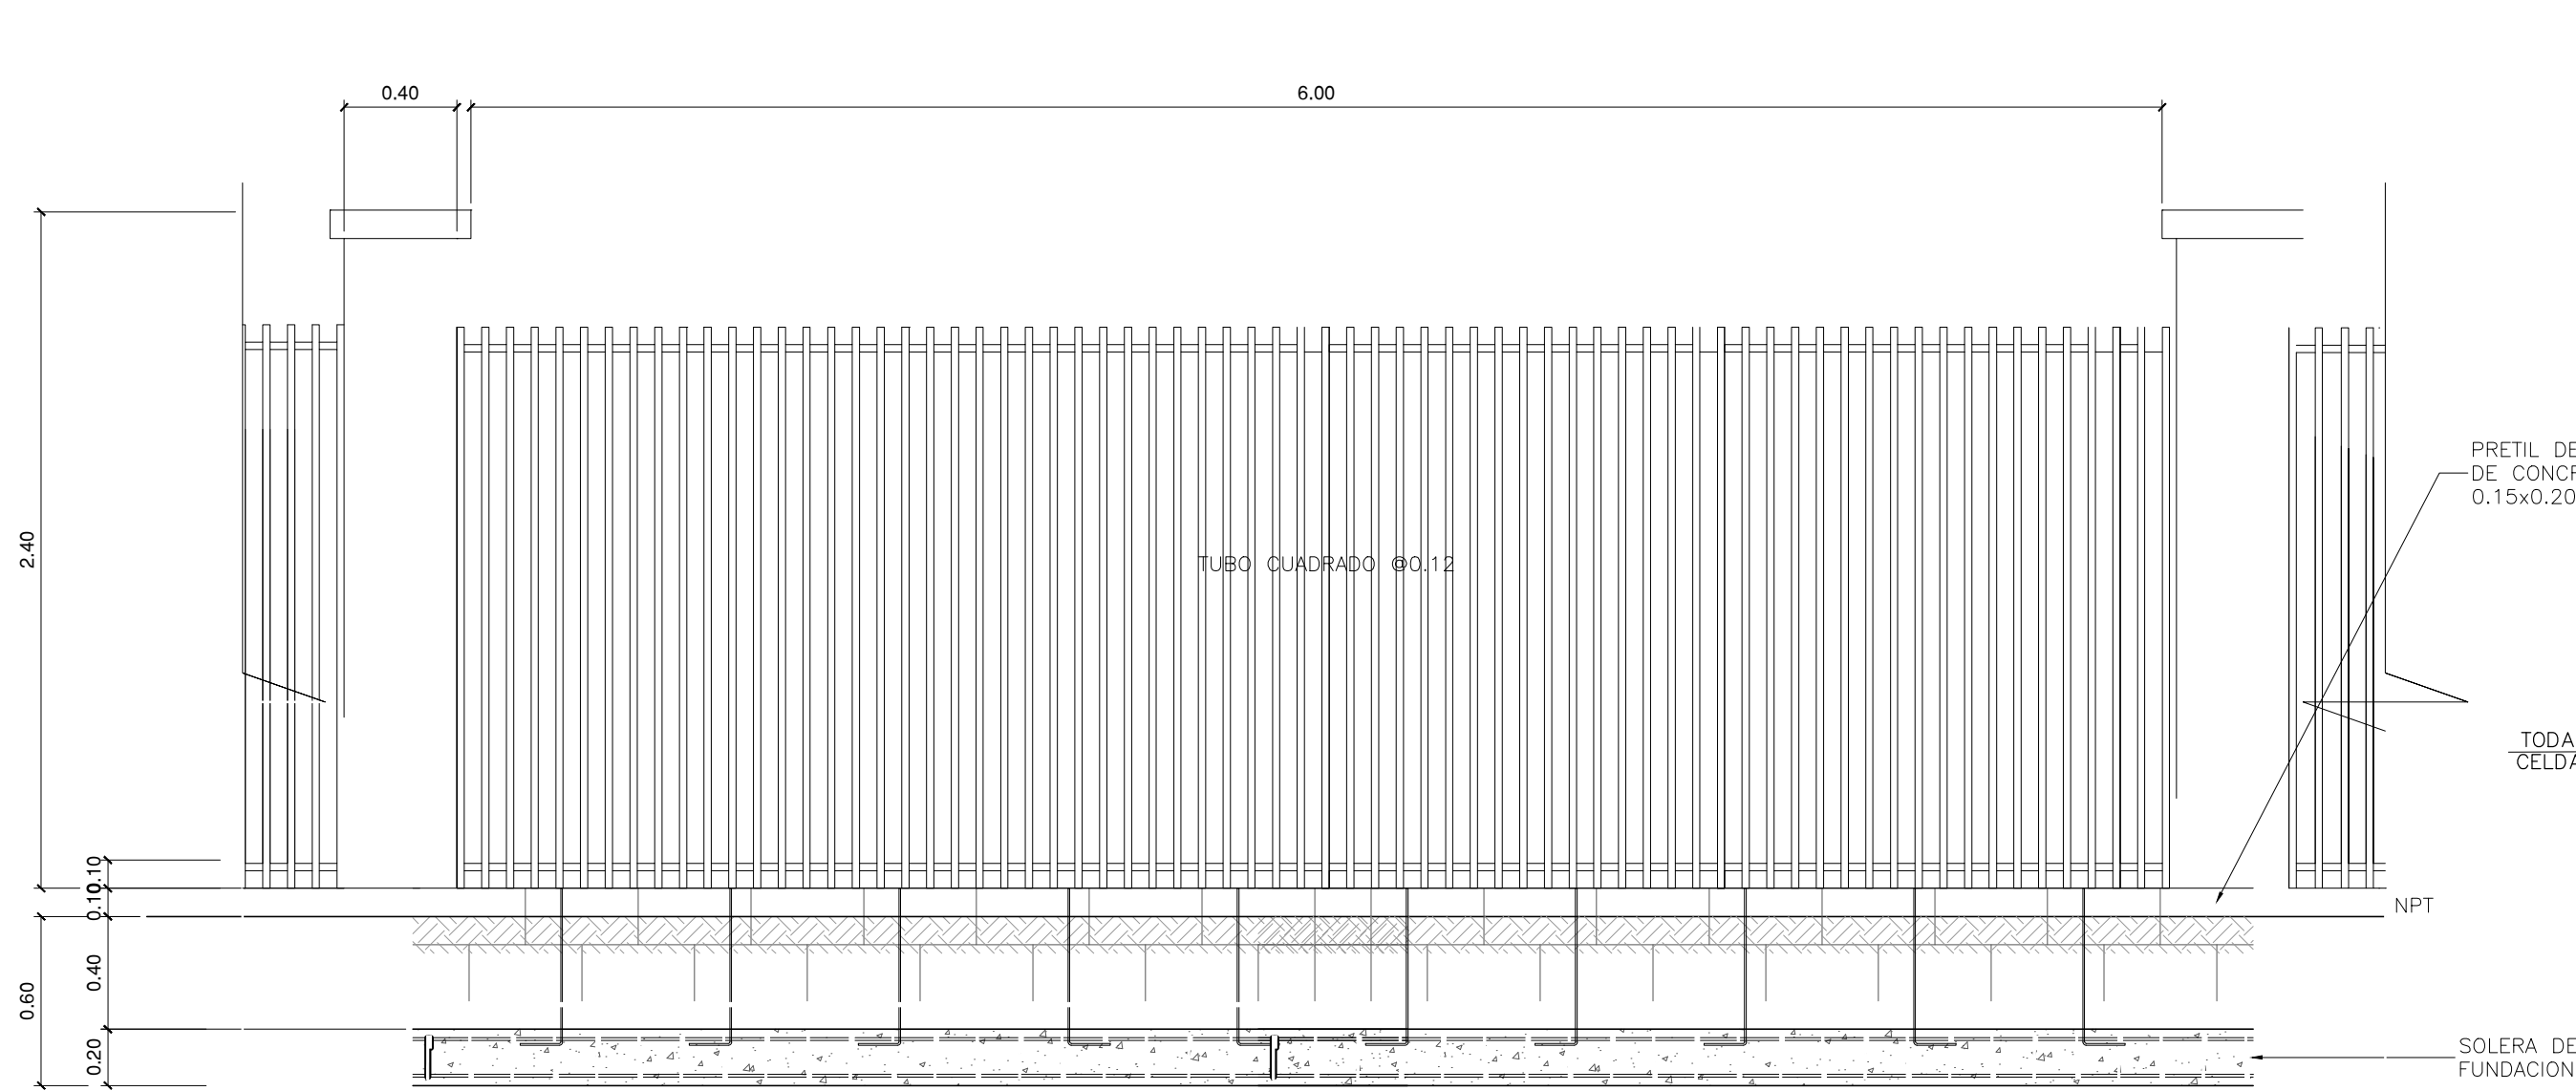 0.40
6.00
2.40
PRETIL DE
DE CONCR
0.15x0.20
TUBO CUADRADO @0.12
TODA
CELDA
0.10
0.10
NPT
0.40
0.60
0.20
SOLERA DE
FUNDACION